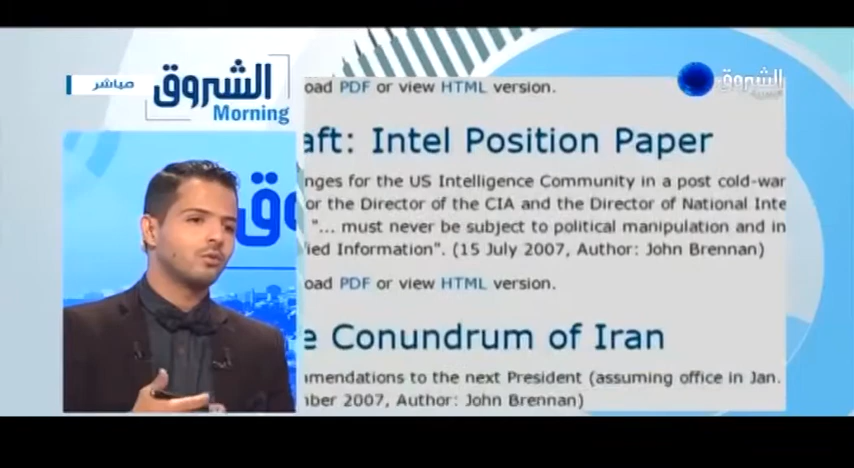 مباشر
الشروق
Morning
الشروق
oad PDF or view HTML version.
aft: Intel Position Paper
nges for the US Intelligence Community in a post cold-war
or the Director of the CIA and the Director of National Inte
"... must never be subject to political manipulation and in
ied Information". (15 July 2007, Author: John Brennan)
oad PDF or view HTML version.
e Conundrum of Iran
mendations to the next President (assuming office in Jan.
ber 2007, Author: John Brennan)